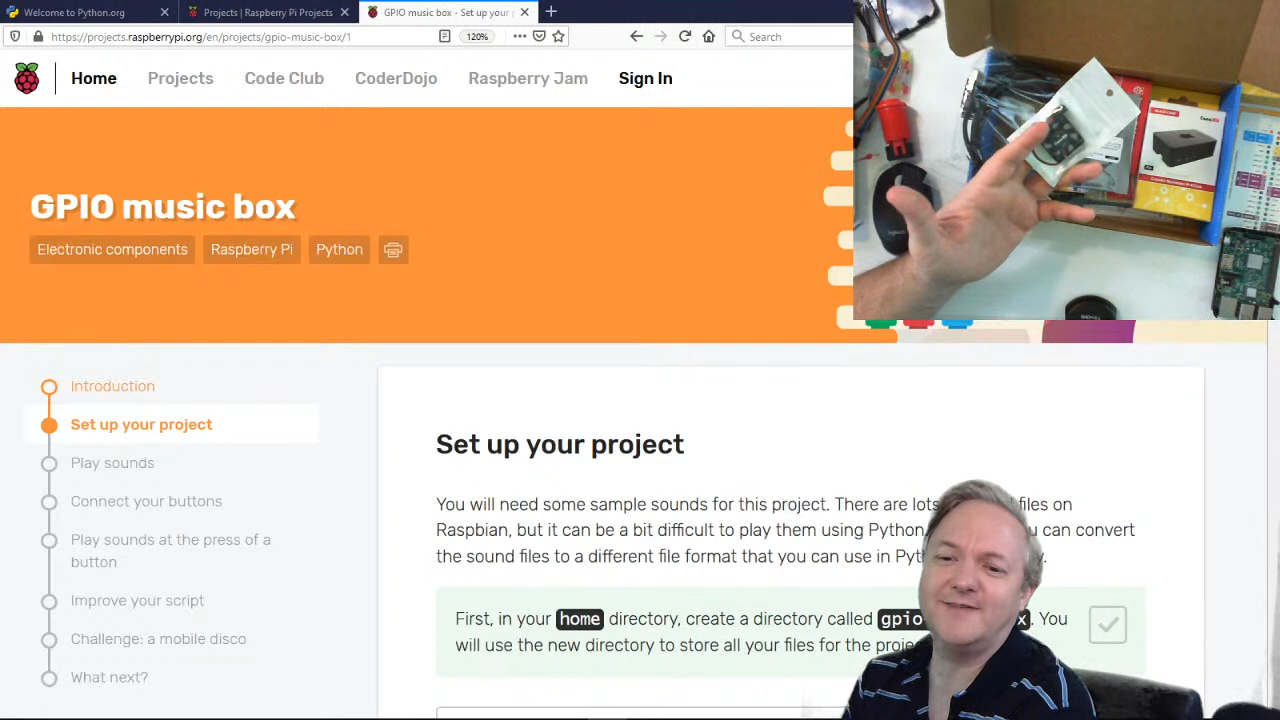 Welcome to Python.org
Projects | Raspberry Pi Projects
GPIO music box - Set up your
https://projects.raspberrypi.org/en/projects/gpio-music-box/1
120%
Search
Home
Projects
Code Club
CoderDojo
Raspberry Jam
Sign In
GPIO music box
Electronic components
Raspberry Pi
Python
Introduction
Set up your project
Play sounds
Connect your buttons
Play sounds at the press of a
button
Improve your script
Challenge: a mobile disco
What next?
Set up your project
You will need some sample sounds for this project. There are lots files on
Raspbian, but it can be a bit difficult to play them using Python can convert
the sound files to a different file format that you can use in
First, in your home directory, create a directory called gpio You
will use the new directory to store all your files for the